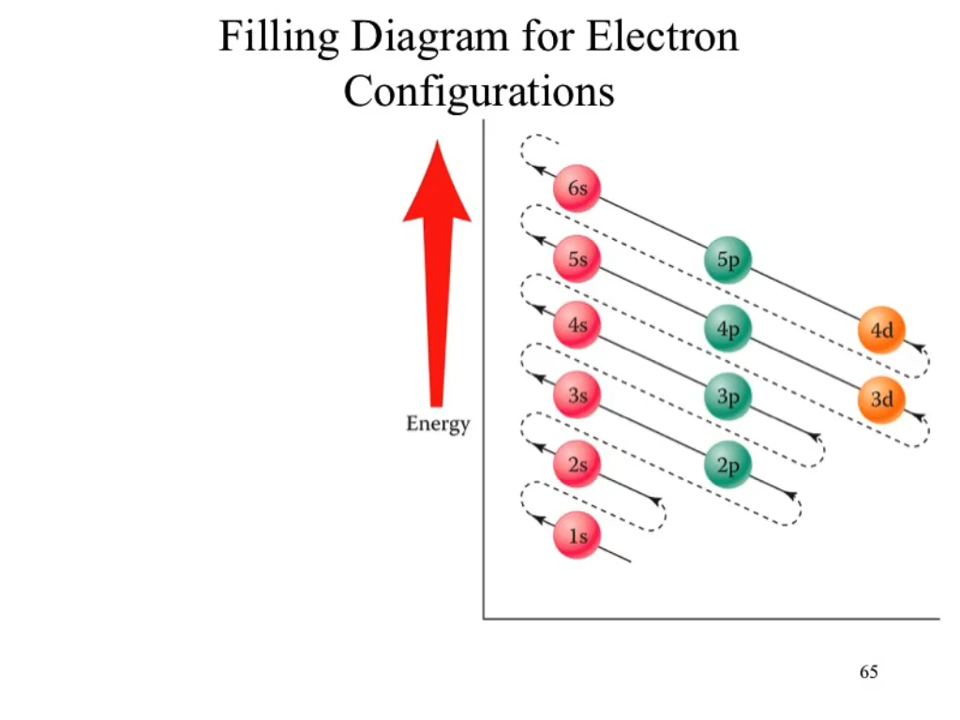 Filling Diagram for Electron
Configurations
6s
5s
5p
4s
4p
4d
3s
3p
3d
Energy
2s
2p
1s
65